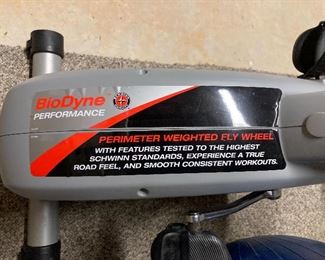 BioDyne
PERFORMANCE
PERIMETER WEIGHTED FLY WHEEL
WITH FEATURES TESTED TO THE HIGHEST
SCHWINN STANDARDS, EXPERIENCE A TRUE
ROAD FEEL, AND SMOOTH CONSISTENT WORKOUTS.